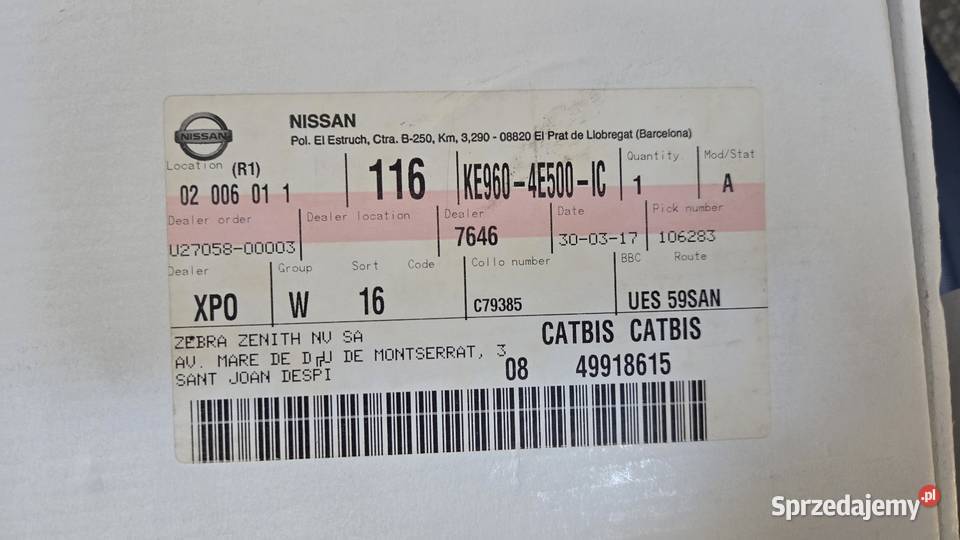 NISSAN
NISSAN
Pol. El Estruch, Ctra. B-250, Km, 3,290 - 08820 El Prat de Llobregat (Barcelona)
Location (R1) 116 KE960-4E500-IC Quantity Mod/Stat
02 006 01 1 1 A
Dealer order Dealer location Dealer Date Pick number
U27058-00003 7646 30-03-17 106283
Dealer Group Sort Code Collo number BBC Route
XPO W 16 C79385 UES 59SAN
ZEBRA ZENITH NV SA CATBIS CATBIS
AV. MARE DE DE MONTSERRAT, 3
SANT JOAN DESPI 08 49918615
Sprzedajemy.pl